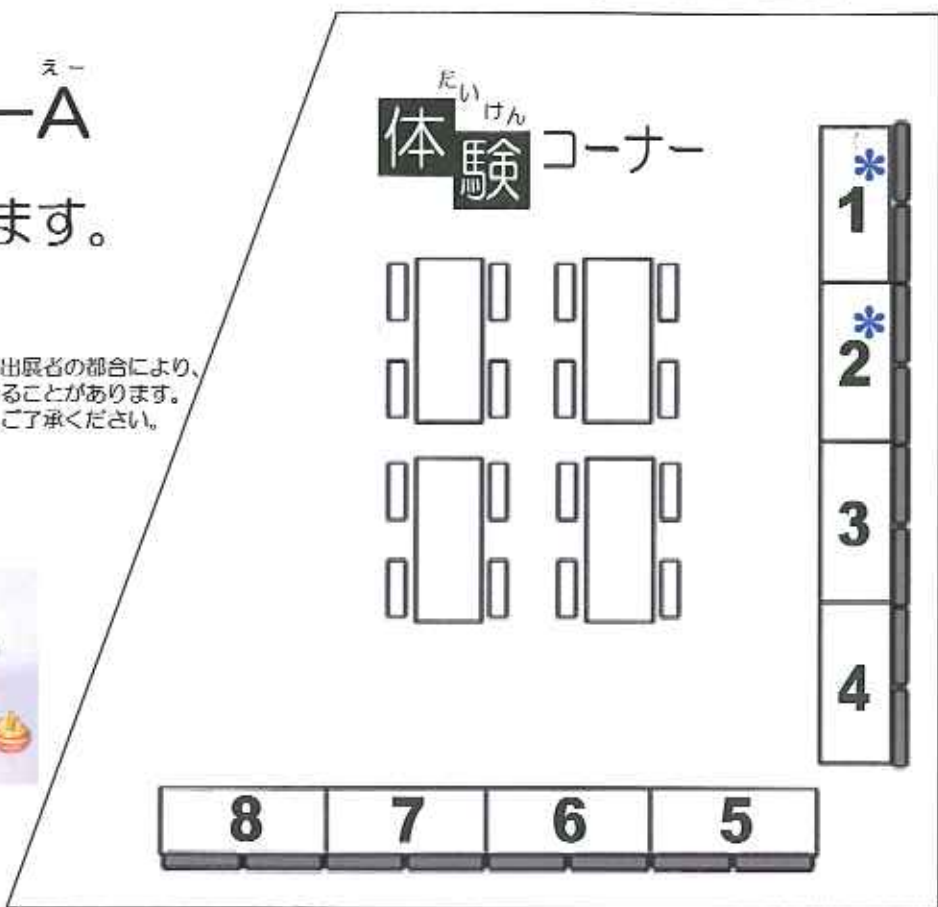 えー
ーA
ます。
出展者の都合により、
ることがあります。
ご了承ください。
たいけん
体験コーナー
*
1
*
2
3
4
8 7 6 5